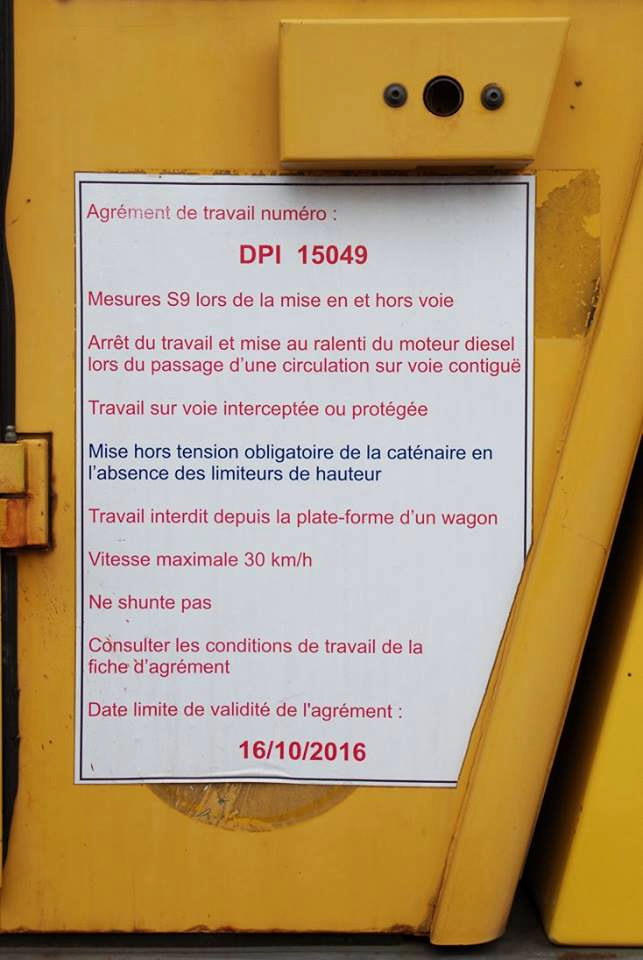 Agrément de travail numéro :
DPI 15049
Mesures S9 lors de la mise en et hors voie
Arrêt du travail et mise au ralenti du moteur diesel
lors du passage d'une circulation sur voie contiguë
Travail sur voie interceptée ou protégée
Mise hors tension obligatoire de la caténaire en
l'absence des limiteurs de hauteur
Travail interdit depuis la plate-forme d'un wagon
Vitesse maximale 30 km/h
Ne shunte pas
Consulter les conditions de travail de la
fiche d'agrément
Date limite de validité de l'agrément :
16/10/2016